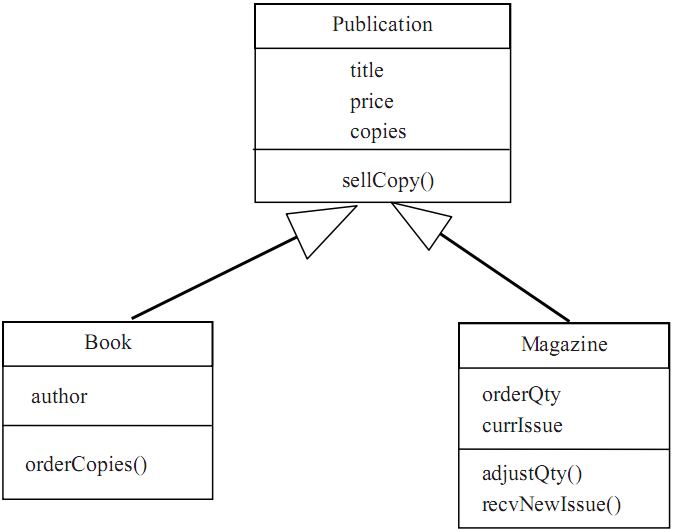 Publication
title
price
copies
sellCopy()
Book
author
orderCopies()
Magazine
orderQty
currIssue
adjustQty()
recvNewIssue()